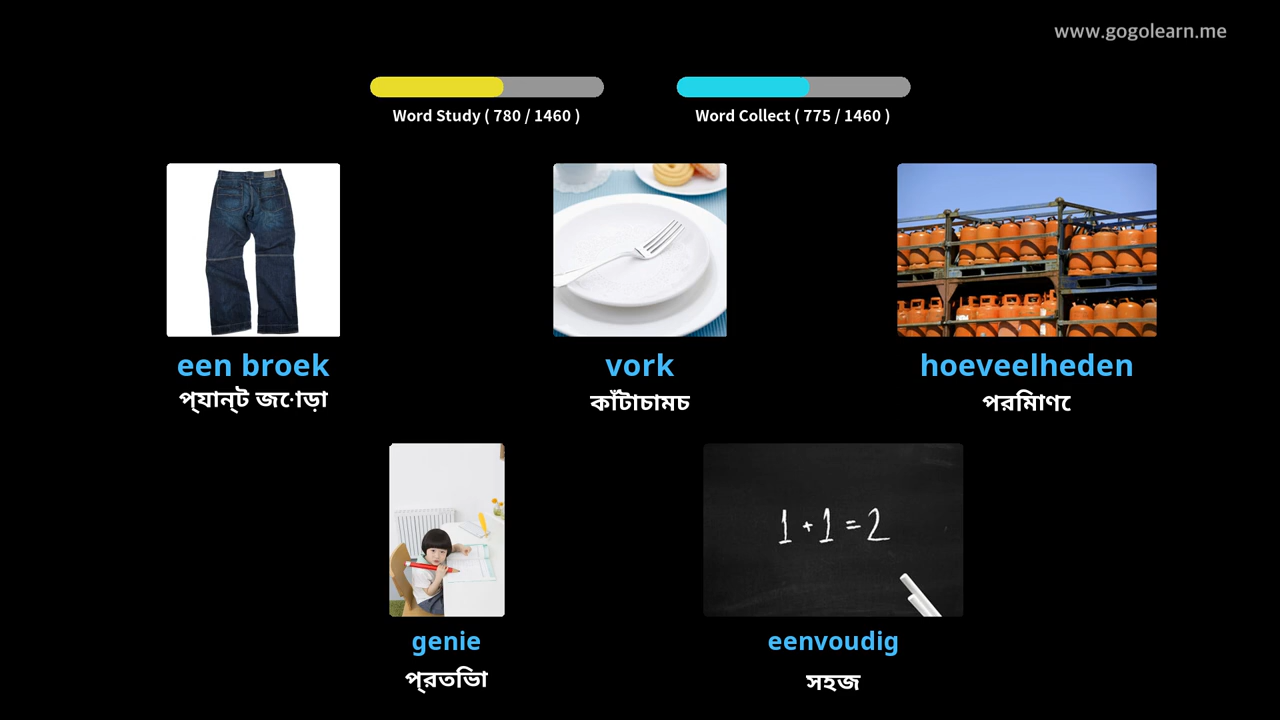 www.gogolearn.me
Word Study ( 780 / 1460 )
Word Collect ( 775 / 1460 )
een broek
প্যান্ট জোড়া
vork
কাঁটাচামচ
hoeveelheden
পরিমাণে
genie
প্রতিভা
eenvoudig
সহজ
1 + 1 = 2